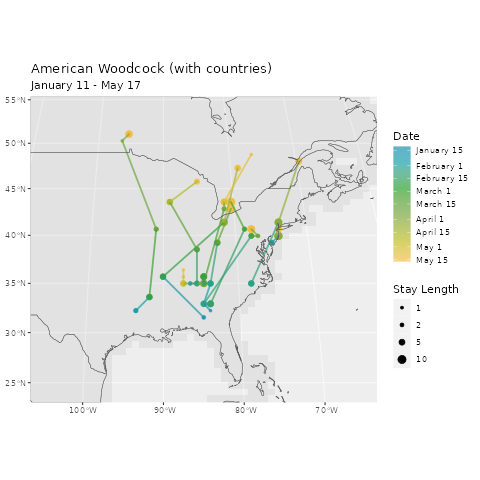 American Woodcock (with countries)
January 11 - May 17
55°N
50°N
45°N
40°N
35°N
30°N
25°N
100°W
90°W
80°W
70°W
Date
January 15
February 1
February 15
March 1
March 15
April 1
April 15
May 1
May 15
Stay Length
1
2
5
10